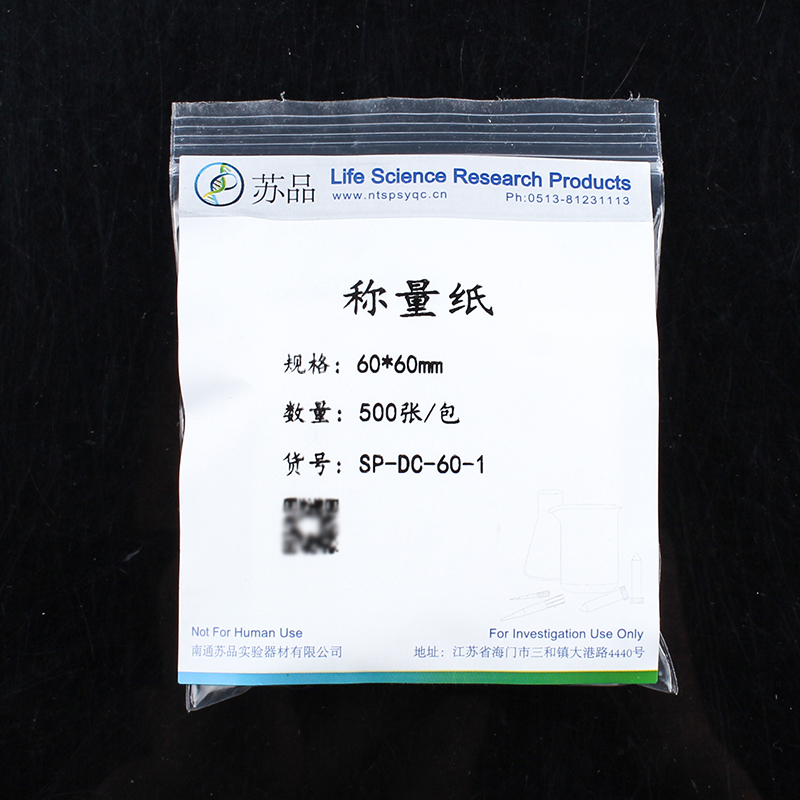 苏品
Life Science Research Products
www.ntspsyqc.cn
Ph:0513-81231113
称量纸
规格: 60*60mm
数量: 500张/包
货号: SP-DC-60-1
Not For Human Use
For Investigation Use Only
南通苏品实验器材有限公司
地址: 江苏省海门市三和镇大港路4440号